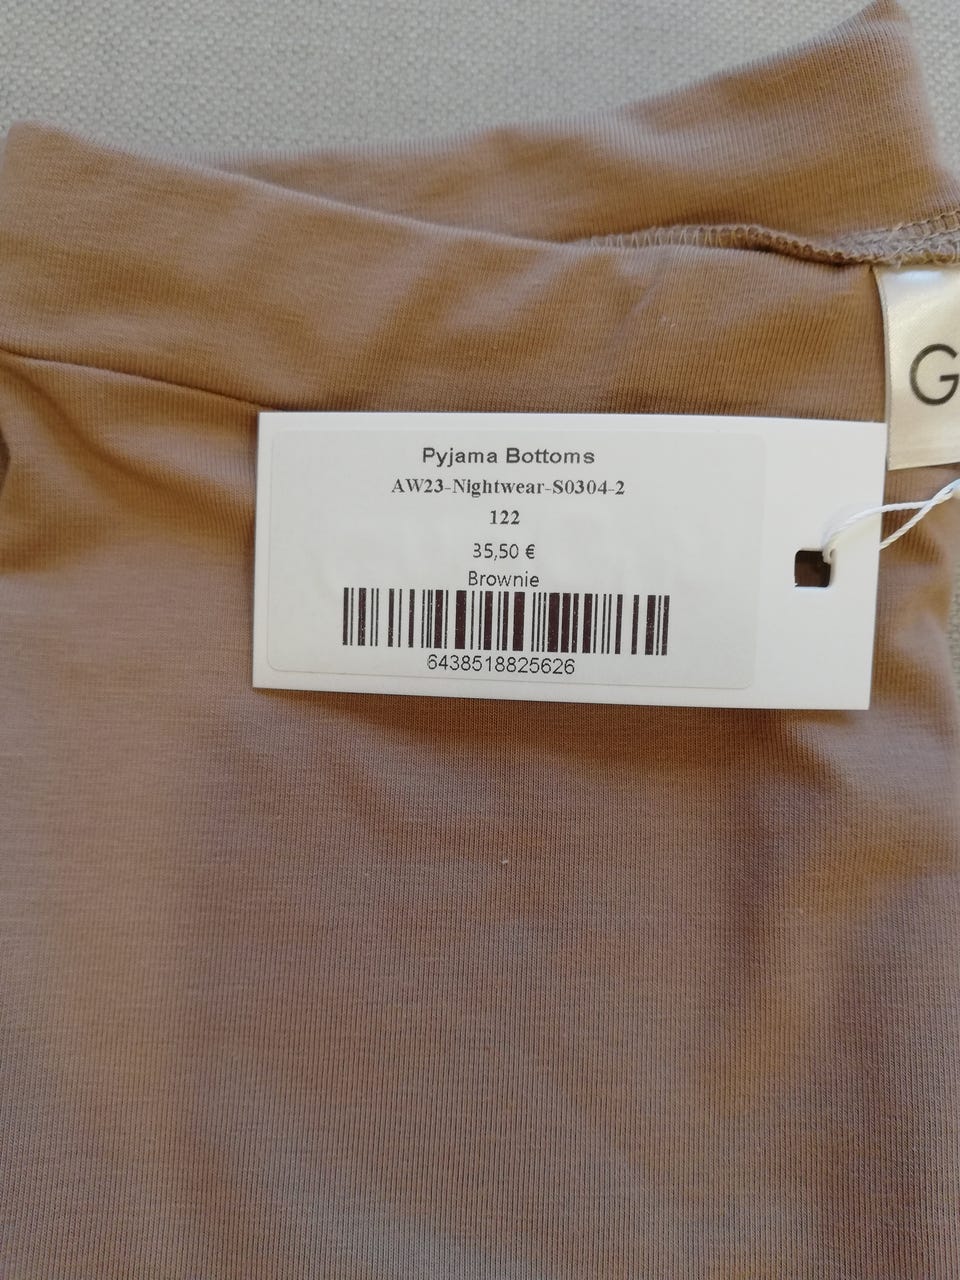 Pyjama Bottoms
AW23-Nightwear-S0304-2
122
35,50 €
Brownie
6438518825626
G